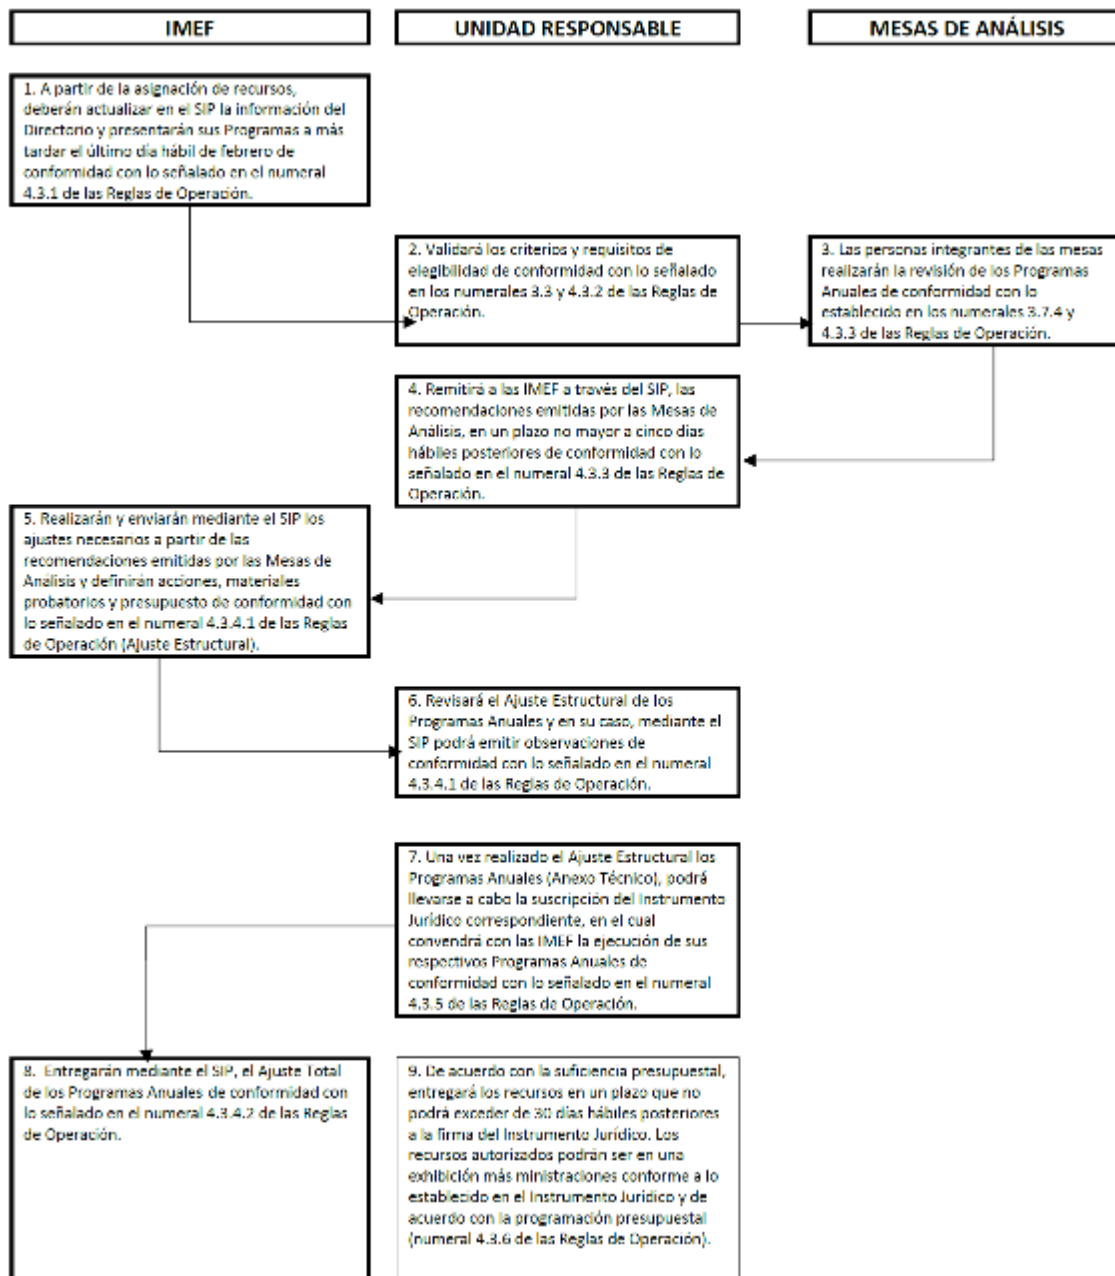 IMEF
UNIDAD RESPONSABLE
MESAS DE ANÁLISIS
1. A partir de la asignación de recursos,
deberán actualizar en el SIP la información del
Directorio y presentarán sus Programas a más
tardar el último día hábil de febrero de
conformidad con lo señalado en el numeral
4.3.1 de las Reglas de Operación.
2. Validará los criterios y requisitos de
elegibilidad de conformidad con lo señalado
en los numerales 3.3 y 4.3.2 de las Reglas de
Operación.
3. Las personas integrantes de las mesas
realizarán la revisión de los Programas
Anuales de conformidad con lo
establecido en los numerales 3.7.4 y
4.3.3 de las Reglas de Operación.
4. Remitirá a las IMEF a través del SIP, las
recomendaciones emitidas por las Mesas de
Análisis, en un plazo no mayor a cinco días
hábiles posteriores de conformidad con lo
señalado en el numeral 4.3.3 de las Reglas de
Operación.
5. Realizarán y enviarán mediante el SIP los
ajustes necesarios a partir de las
recomendaciones emitidas por las Mesas de
Análisis y definirán acciones, materiales
probatorios y presupuesto de conformidad con
lo señalado en el numeral 4.3.4.1 de las Reglas
de Operación (Ajuste Estructural).
6. Revisará el Ajuste Estructural de los
Programas Anuales y en su caso, mediante el
SIP podrá emitir observaciones de
conformidad con lo señalado en el numeral
4.3.4.1 de las Reglas de Operación.
7. Una vez realizado el Ajuste Estructural los
Programas Anuales (Anexo Técnico), podrá
llevarse a cabo la suscripción del Instrumento
Jurídico correspondiente, en el cual
convendrá con las IMEF la ejecución de sus
respectivos Programas Anuales de
conformidad con lo señalado en el numeral
4.3.5 de las Reglas de Operación.
8. Entregarán mediante el SIP, el Ajuste Total
de los Programas Anuales de conformidad con
lo señalado en el numeral 4.3.4.2 de las Reglas
de Operación.
9. De acuerdo con la suficiencia presupuestal,
entregará los recursos en un plazo que no
podrá exceder de 30 días hábiles posteriores
a la firma del Instrumento Jurídico. Los
recursos autorizados podrán ser en una
exhibición más ministraciones conforme a lo
establecido en el Instrumento Jurídico y de
acuerdo con la programación presupuestal
(numeral 4.3.6 de las Reglas de Operación).